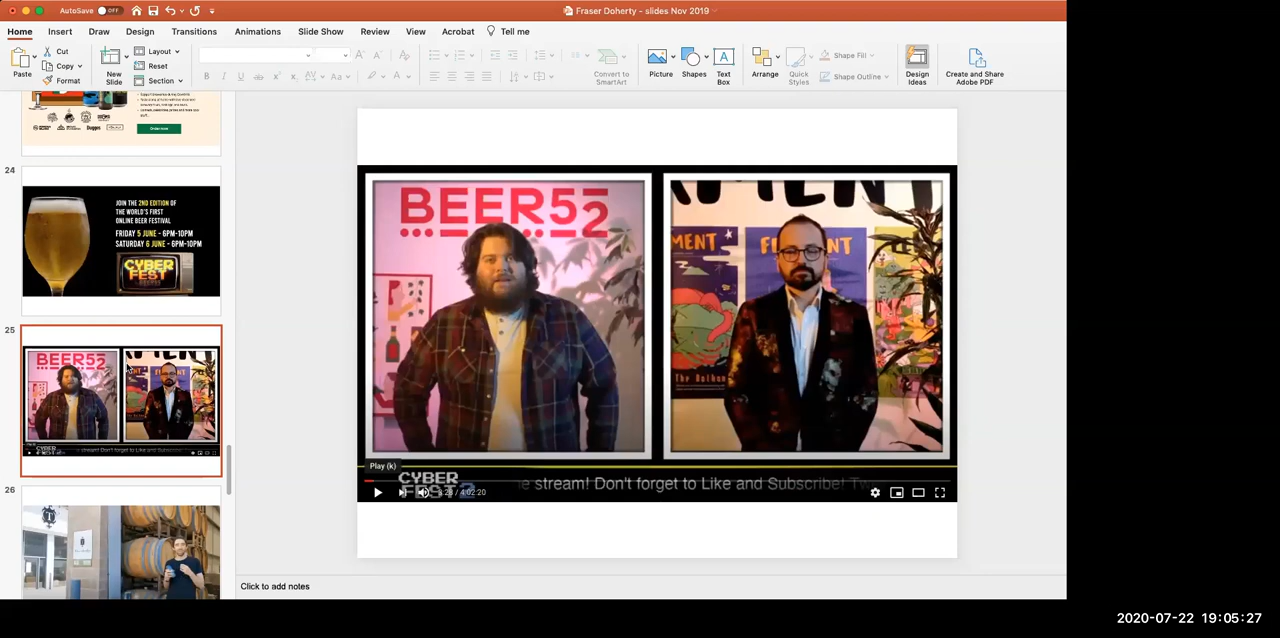 AutoSave OFF
Fraser Doherty - slides Nov 2019
Home Insert Draw Design Transitions Animations Slide Show Review View Acrobat Tell me
Paste
Cut
Copy
Format
New Slide
Layout
Reset
Section
Convert to SmartArt
Picture
Shapes
Text Box
Arrange
Quick Styles
Shape Fill
Shape Outline
Design Ideas
Create and Share Adobe PDF
24
JOIN THE 2ND EDITION OF
THE WORLD'S FIRST
ONLINE BEER FESTIVAL
FRIDAY 5 JUNE - 6PM-10PM
SATURDAY 6 JUNE - 6PM-10PM
CYBER
FEST
25
BEER52
26
BEER52
MENT
Play (k)
CYBER
FEST 2
4:02:20
stream! Don't forget to Like and Subscribe!
Click to add notes
2020-07-22 19:05:27